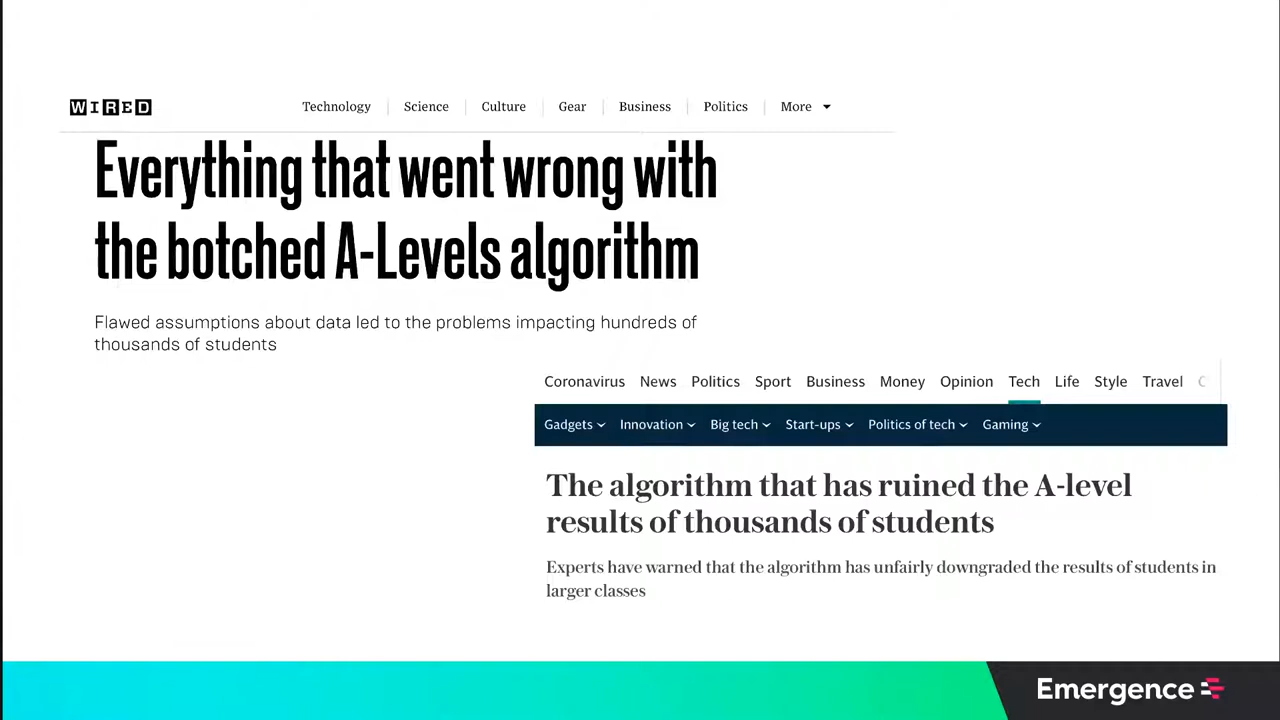 WIRED
Technology Science Culture Gear Business Politics More
Everything that went wrong with
the botched A-Levels algorithm
Flawed assumptions about data led to the problems impacting hundreds of
thousands of students
Coronavirus News Politics Sport Business Money Opinion Tech Life Style Travel
Gadgets Innovation Big tech Start-ups Politics of tech Gaming
The algorithm that has ruined the A-level
results of thousands of students
Experts have warned that the algorithm has unfairly downgraded the results of students in
larger classes
Emergence